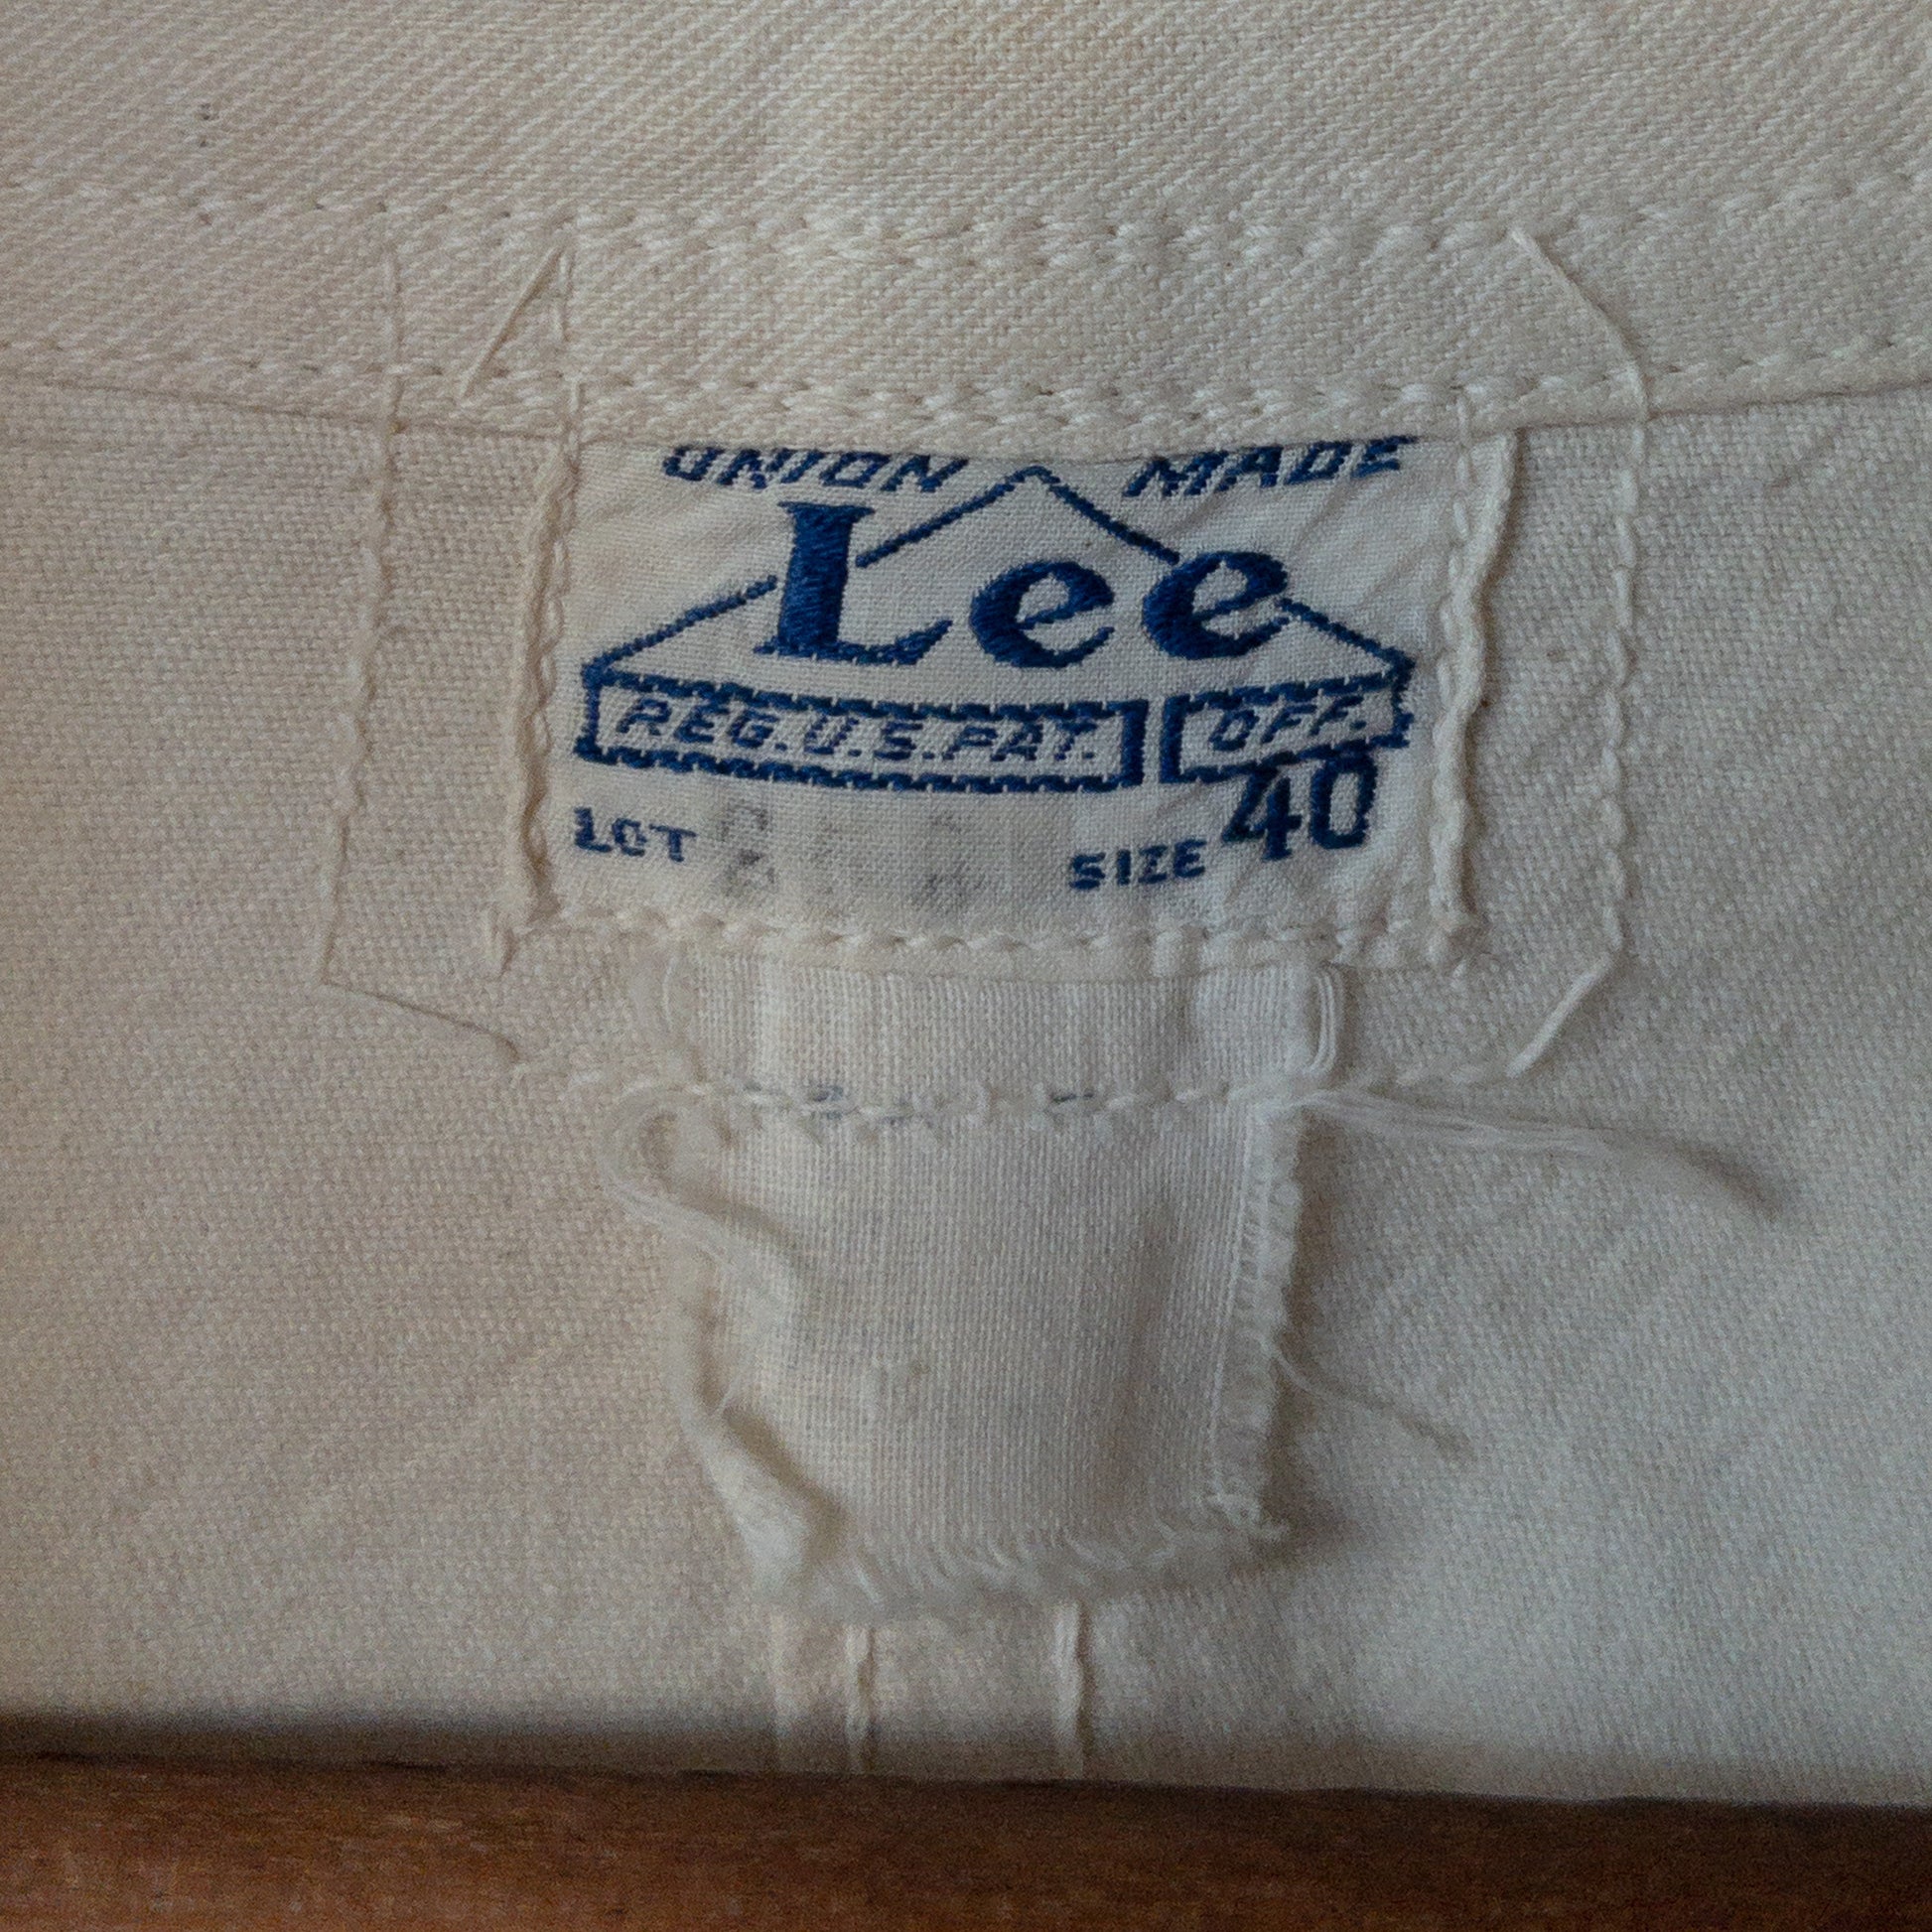 UNION MADE
Lee
REG. U.S. PAT. OFF.
LOT SIZE 40